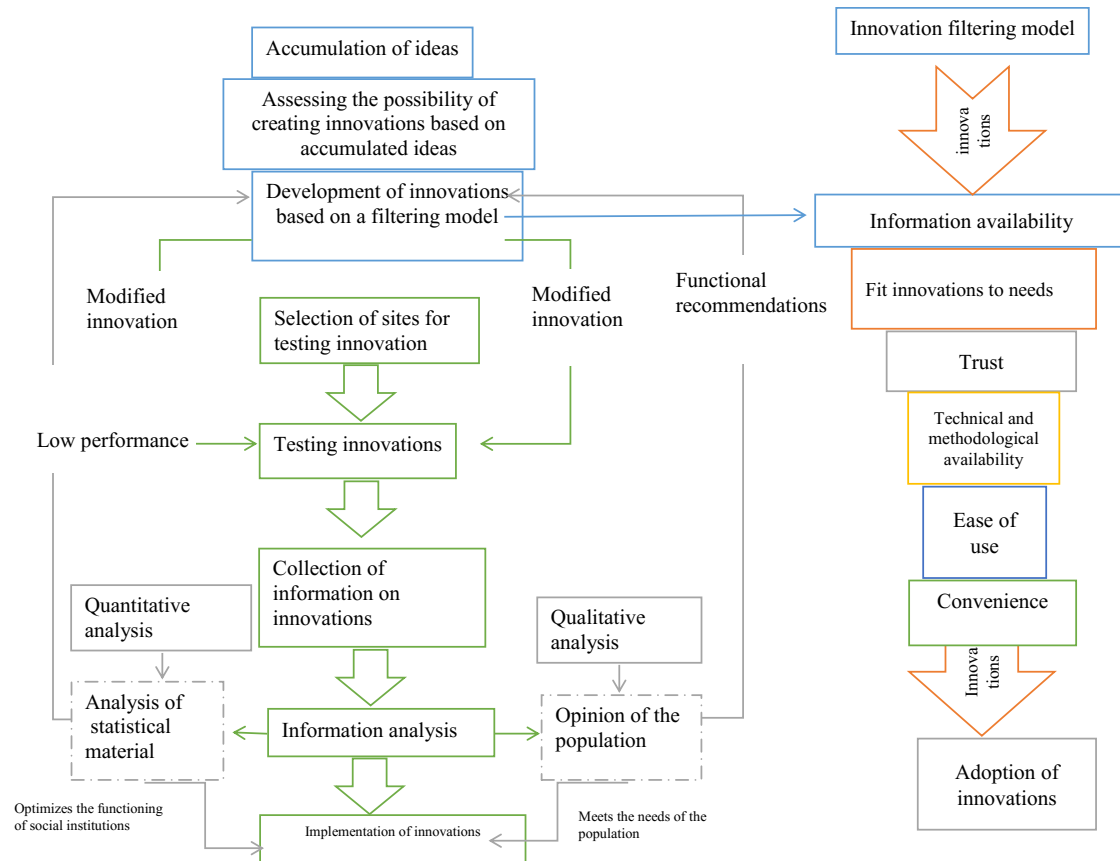 Accumulation of ideas
Assessing the possibility of
creating innovations based on
accumulated ideas
Development of innovations
based on a filtering model
Modified
innovation
Modified
innovation
Functional
recommendations
Selection of sites for
testing innovation
Low performance
Testing innovations
Collection of
information on
innovations
Quantitative
analysis
Qualitative
analysis
Analysis of
statistical
material
Information analysis
Opinion of the
population
Optimizes the functioning
of social institutions
Implementation of innovations
Meets the needs of the
population
Innovation filtering model
innova
tions
Information availability
Fit innovations to needs
Trust
Technical and
methodological
availability
Ease of
use
Convenience
Innova
tions
Adoption of
innovations